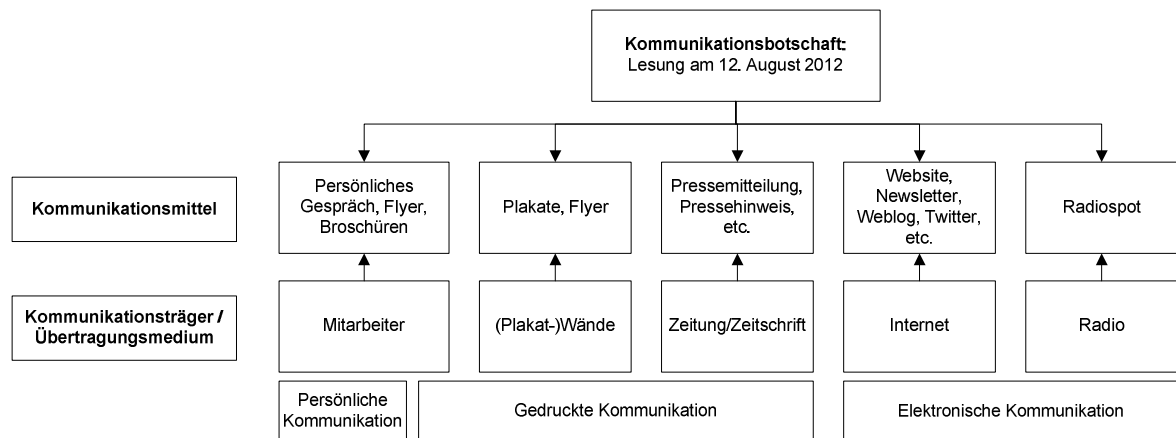 Kommunikationsbotschaft:
Lesung am 12. August 2012
Kommunikationsmittel
Persönliches
Gespräch, Flyer,
Broschüren
Plakate, Flyer
Pressemitteilung,
Pressehinweis,
etc.
Website,
Newsletter,
Weblog, Twitter,
etc.
Radiospot
Kommunikationsträger /
Übertragungsmedium
Mitarbeiter
(Plakat-)Wände
Zeitung/Zeitschrift
Internet
Radio
Persönliche
Kommunikation
Gedruckte Kommunikation
Elektronische Kommunikation